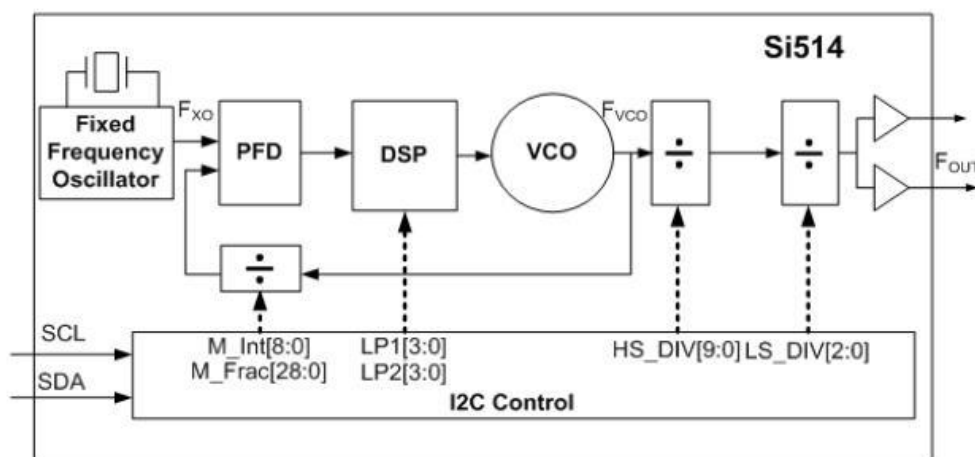 Si514
Fixed
Frequency
Oscillator
FXO
PFD
DSP
VCO
FVCO
÷
÷
FOUT
÷
SCL
SDA
M_Int[8:0]
M_Frac[28:0]
LP1[3:0]
LP2[3:0]
HS_DIV[9:0]
LS_DIV[2:0]
I2C Control